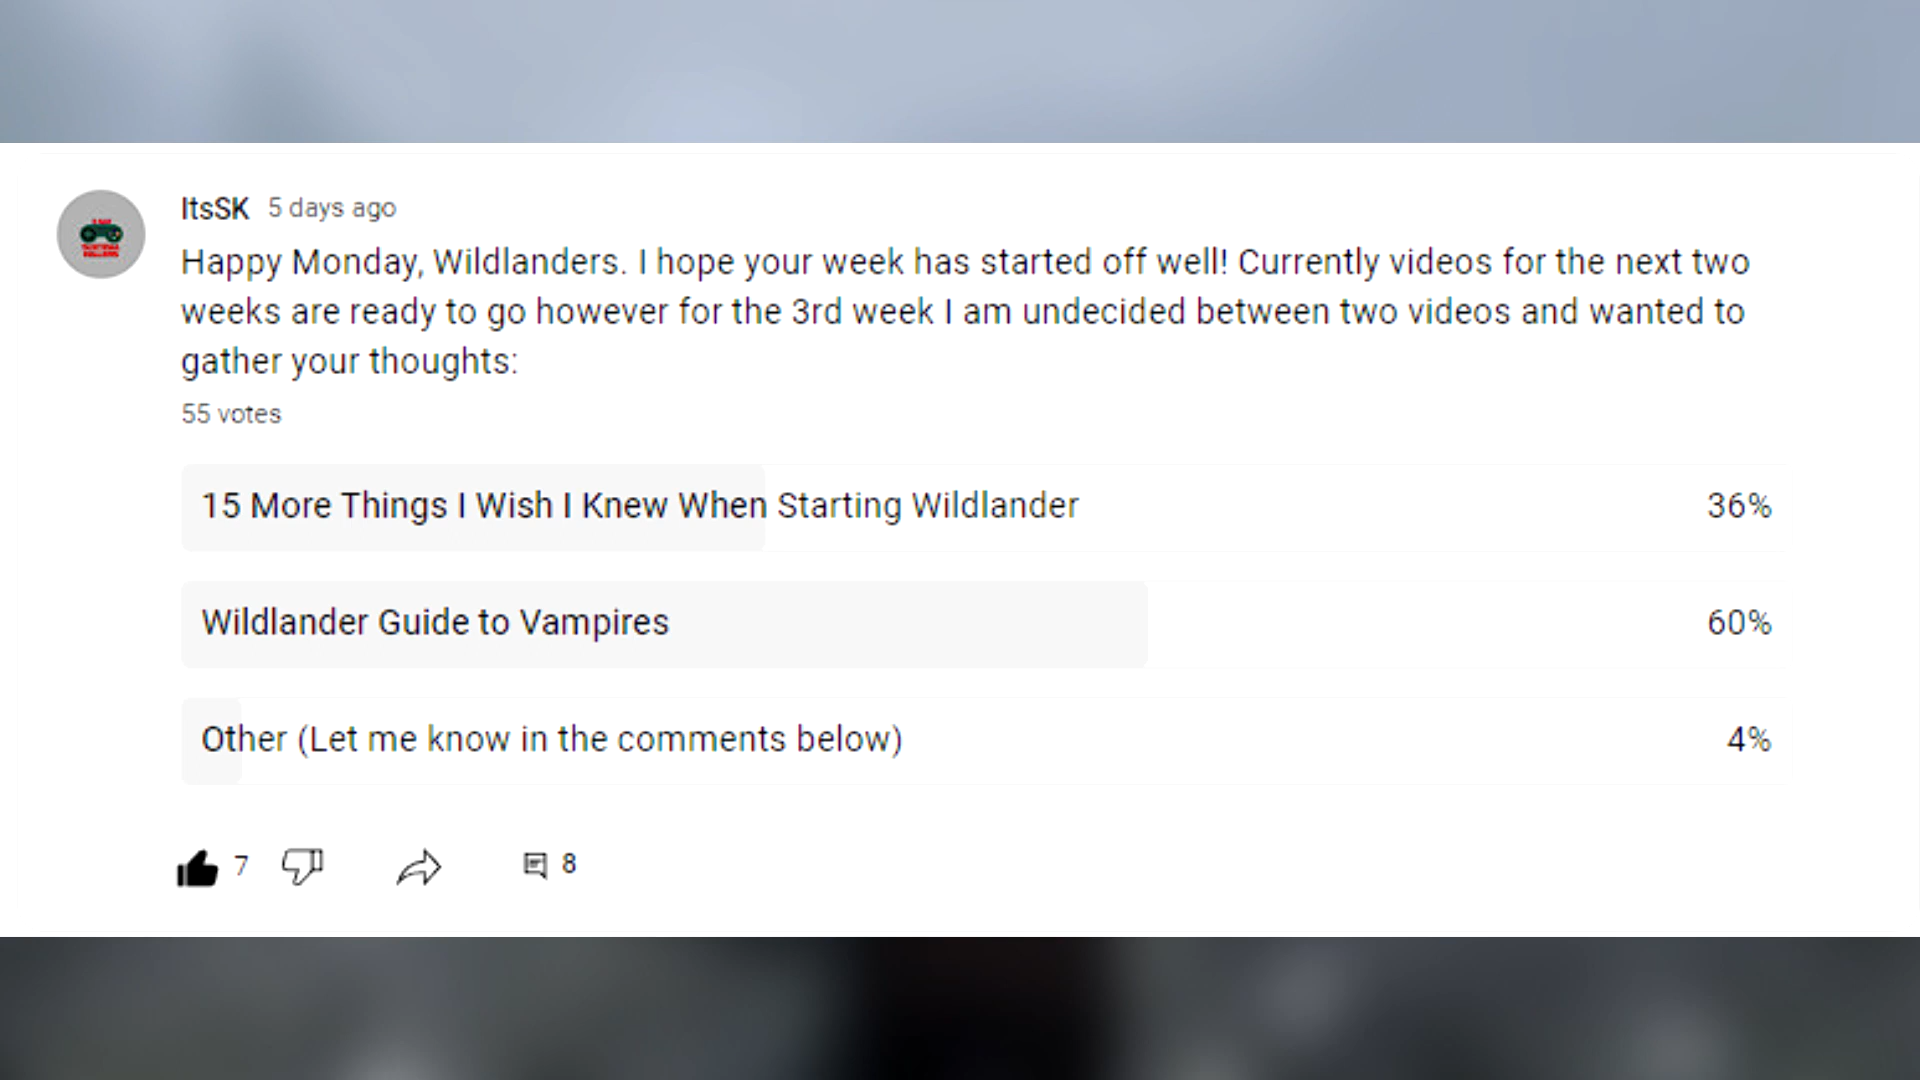 ItsSK 5 days ago
Happy Monday, Wildlanders. I hope your week has started off well! Currently videos for the next two
weeks are ready to go however for the 3rd week I am undecided between two videos and wanted to
gather your thoughts:
55 votes
15 More Things I Wish I Knew When Starting Wildlander 36%
Wildlander Guide to Vampires 60%
Other (Let me know in the comments below) 4%
7 8